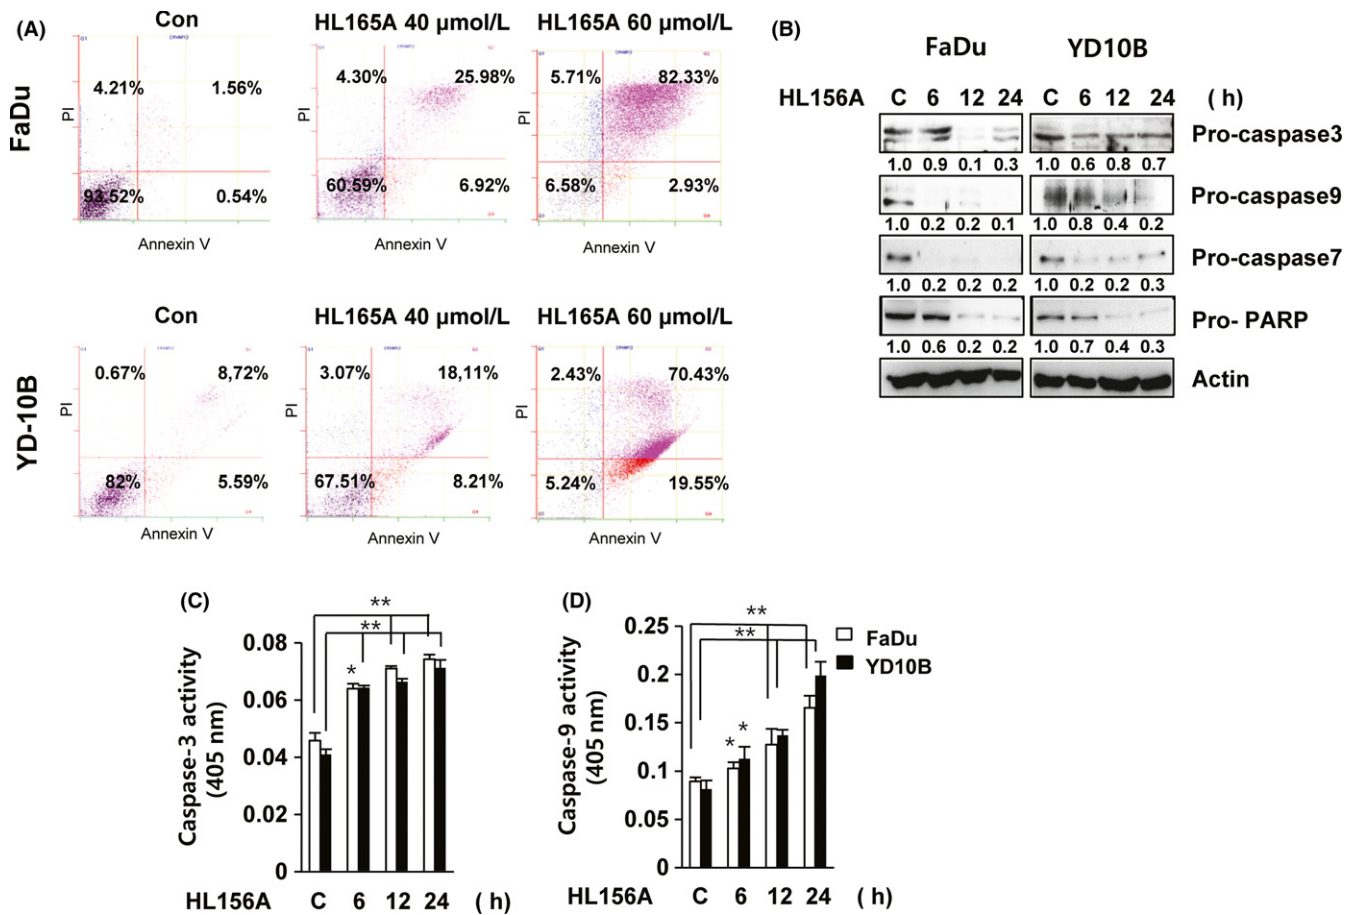 (A)
Con
HL165A 40 µmol/L
HL165A 60 µmol/L
FaDu
PI
4.21%
1.56%
93.52%
0.54%
Annexin V
4.30%
25.98%
60.59%
6.92%
Annexin V
PI
5.71%
82.33%
6.58%
2.93%
Annexin V
Con
HL165A 40 µmol/L
HL165A 60 µmol/L
YD-10B
PI
0.67%
8,72%
82%
5.59%
Annexin V
PI
3.07%
18,11%
67.51%
8.21%
Annexin V
PI
2.43%
70.43%
5.24%
19.55%
Annexin V
(B)
FaDu YD10B
HL156A C 6 12 24 C 6 12 24 ( h)
Pro-caspase3
1.0 0.9 0.1 0.3 1.0 0.6 0.8 0.7
Pro-caspase9
1.0 0.2 0.2 0.1 1.0 0.8 0.4 0.2
Pro-caspase7
1.0 0.2 0.2 0.2 1.0 0.2 0.2 0.3
Pro- PARP
1.0 0.6 0.2 0.2 1.0 0.7 0.4 0.3
Actin
(C)
Caspase-3 activity
(405 nm)
0.08
0.06
0.04
0.02
0
**
**
*
HL156A C 6 12 24 ( h)
(D)
Caspase-9 activity
(405 nm)
0.25
0.2
0.15
0.1
0.05
0
**
**
*
*
FaDu
YD10B
HL156A C 6 12 24 ( h)